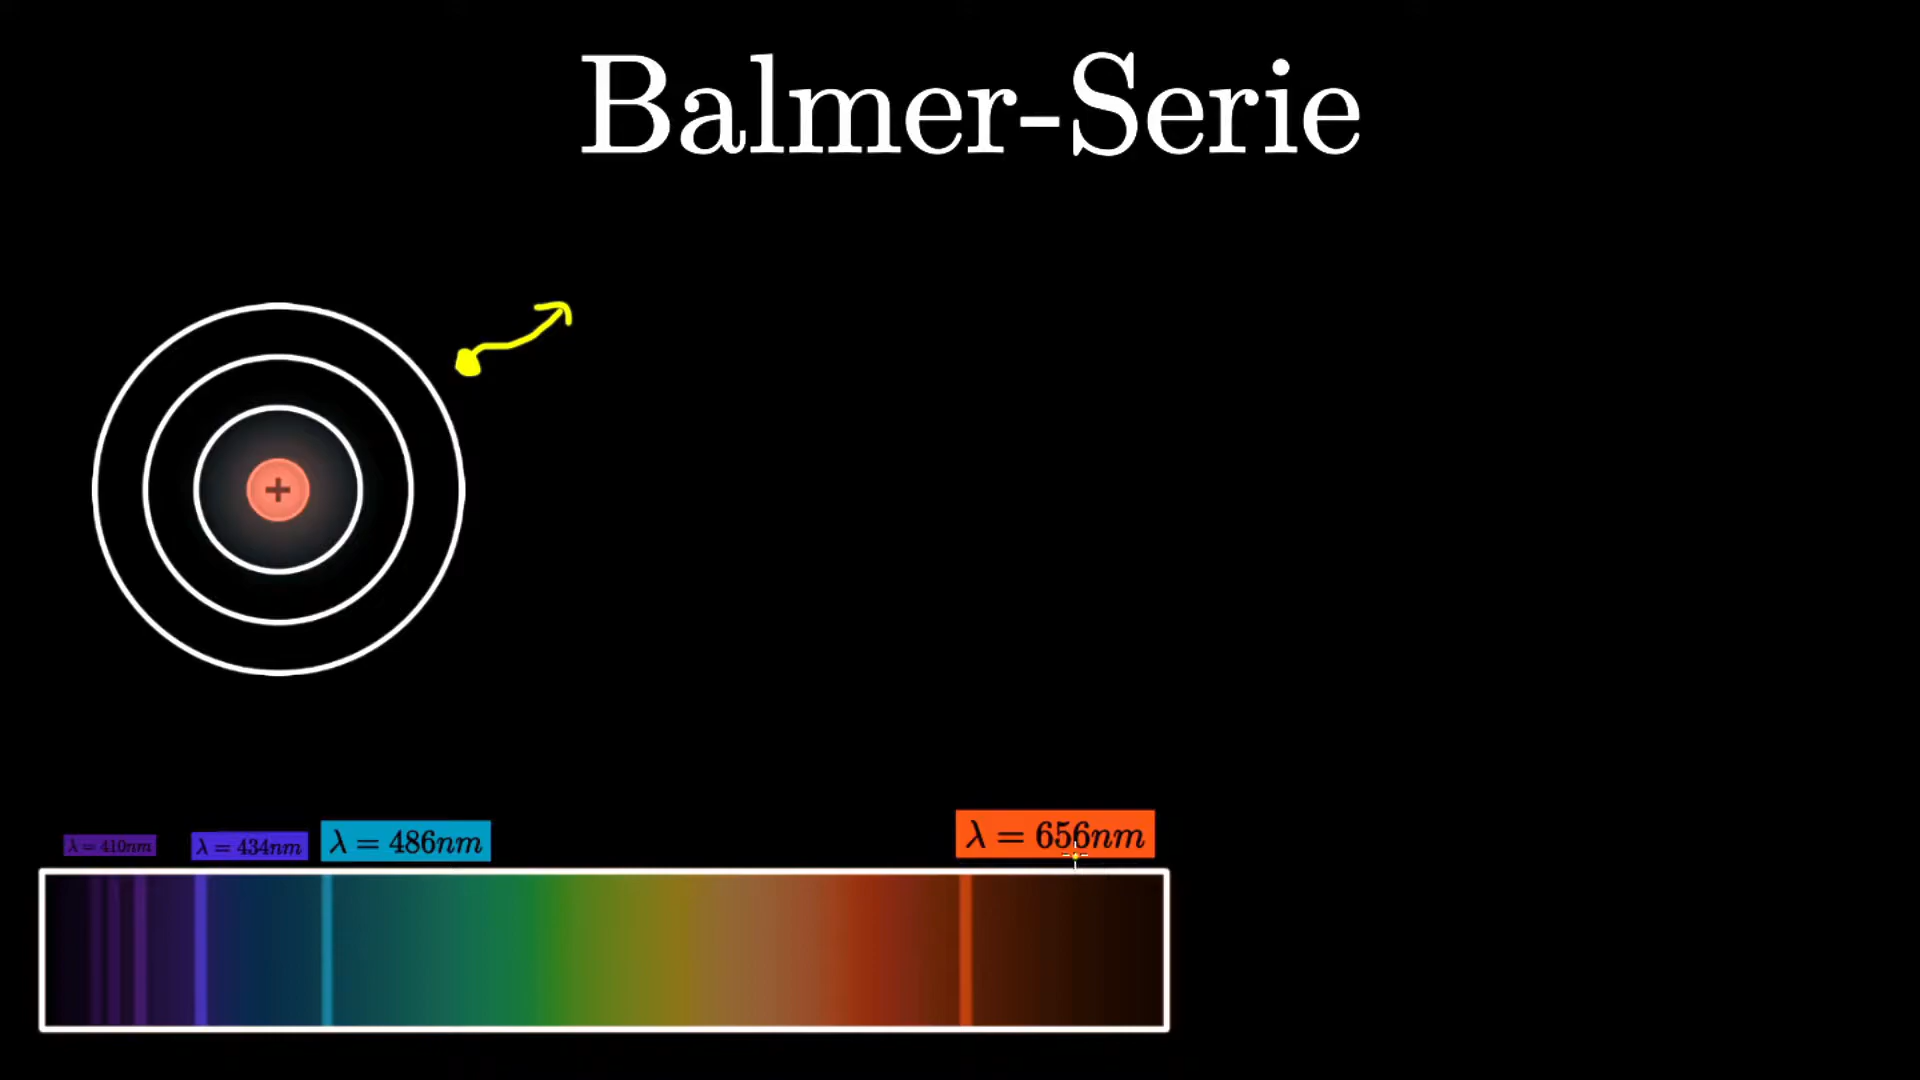 Balmer-Serie
+
λ = 410nm
λ = 434nm
λ = 486nm
λ = 656nm